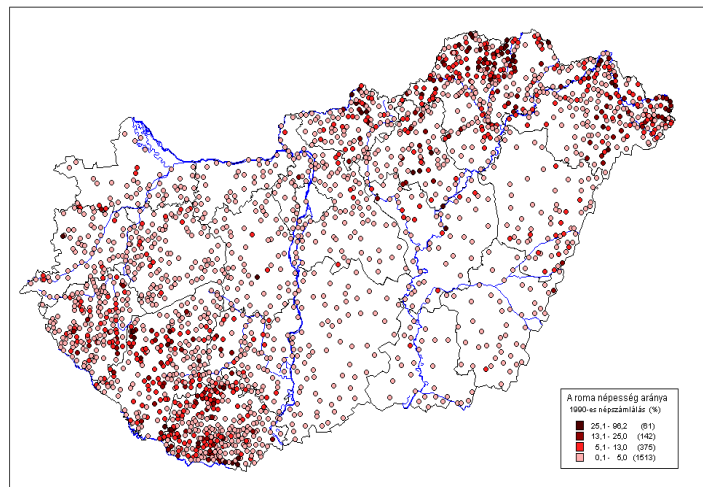 A roma népesség aránya
1990-es népszámlálás (%)
25,1 - 96,2 (81)
13,1 - 25,0 (142)
5,1 - 13,0 (375)
0,1 - 5,0 (1513)